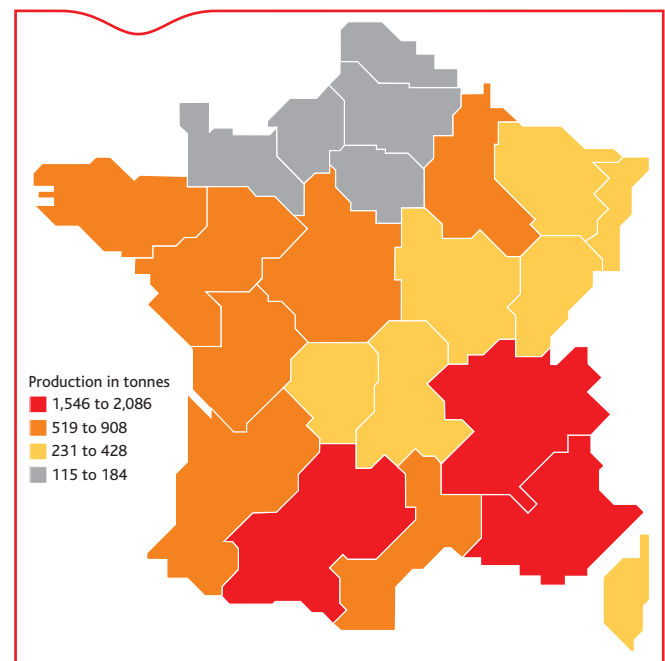 Production in tonnes
1,546 to 2,086
519 to 908
231 to 428
115 to 184